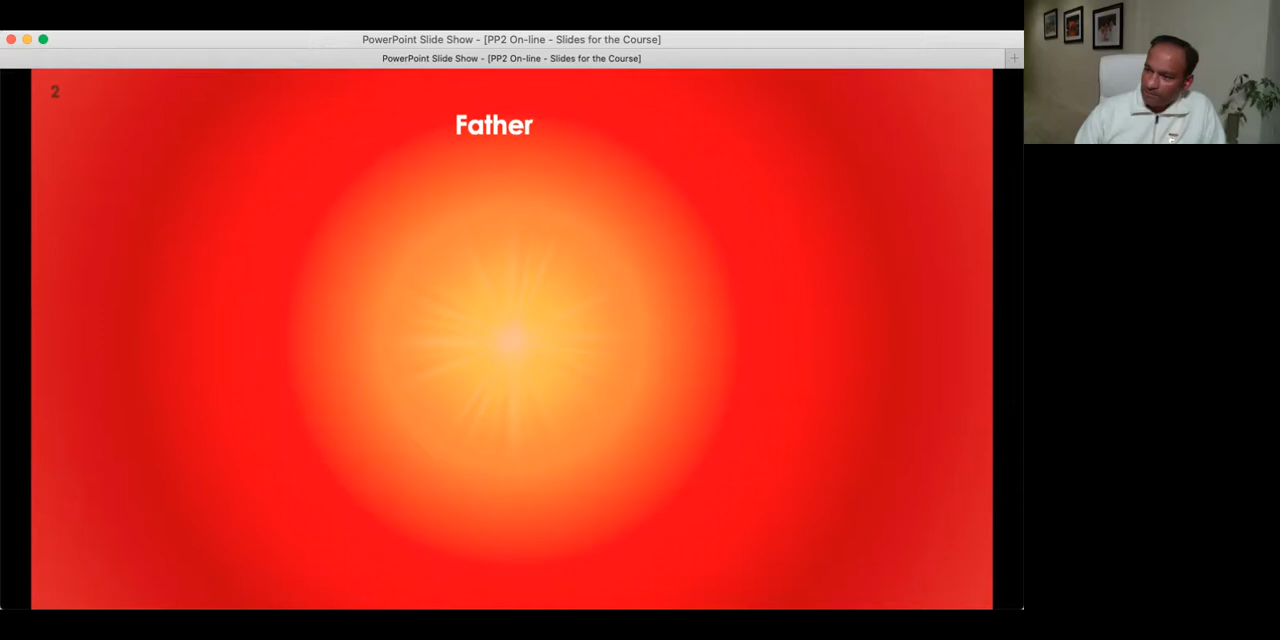 PowerPoint Slide Show - [PP2 On-line - Slides for the Course]
PowerPoint Slide Show - [PP2 On-line - Slides for the Course]
2
Father